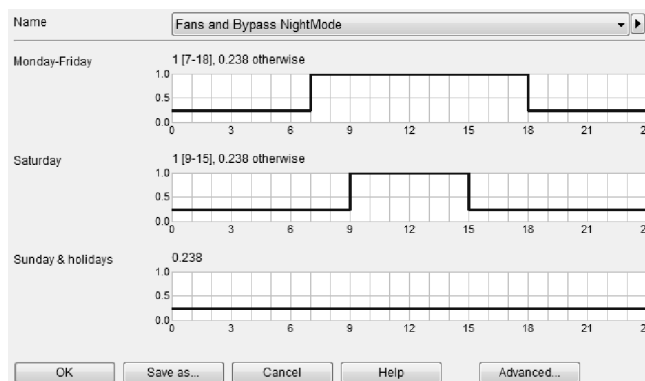 Name Fans and Bypass NightMode
Monday-Friday 1 [7-18], 0.238 otherwise
1.0
0.5
0.0
0 3 6 9 12 15 18 21 2
Saturday 1 [9-15], 0.238 otherwise
1.0
0.5
0.0
0 3 6 9 12 15 18 21 2
Sunday & holidays 0.238
1.0
0.5
0.0
0 3 6 9 12 15 18 21 2
OK Save as... Cancel Help Advanced...